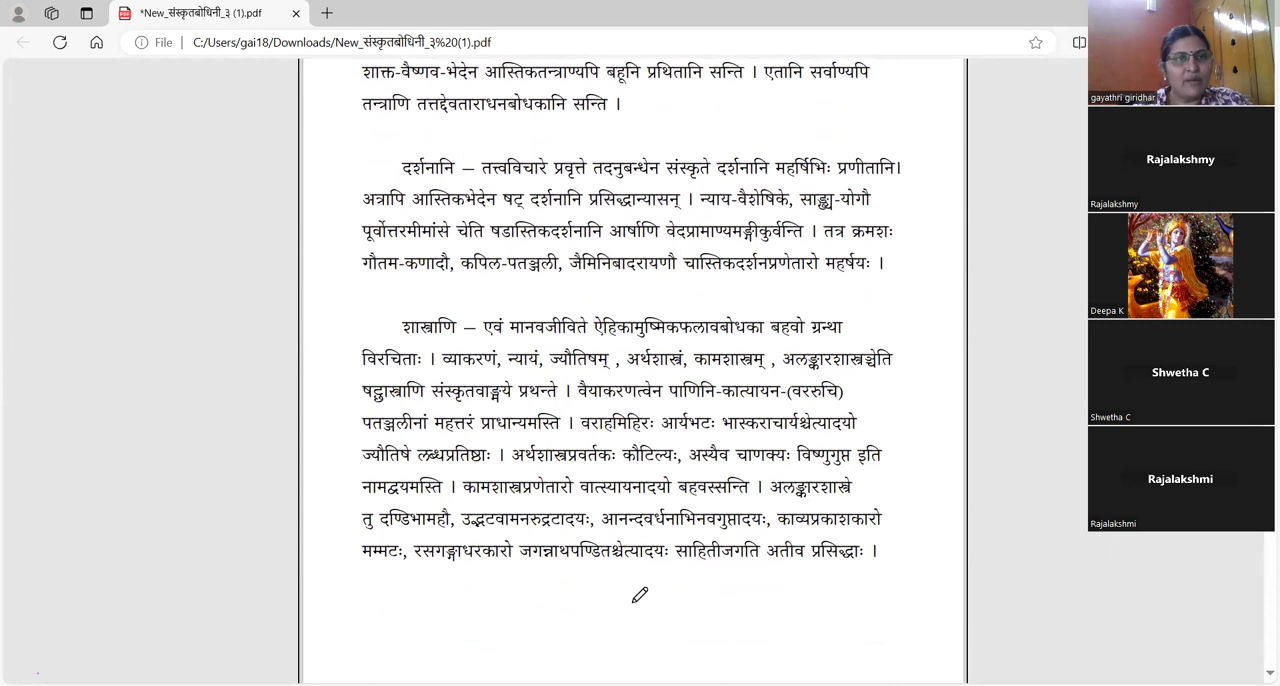 *New_संस्कृतबोधिनी_३ (1).pdf
File
C:/Users/gai18/Downloads/New_संस्कृतबोधिनी_३%20(1).pdf
शाक्त-वैष्णव-भेदेन आस्तिकतन्त्राण्यपि बहूनि प्रथितानि सन्ति । एतानि सर्वाण्यपि
तन्त्राणि तत्तद्देवताराधनबोधकानि सन्ति ।
दर्शनानि – तत्त्वविचारे प्रवृत्ते तदनुबन्धेन संस्कृते दर्शनानि महर्षिभिः प्रणीतानि।
अत्रापि आस्तिकभेदेन षट् दर्शनानि प्रसिद्धान्यासन् । न्याय-वैशेषिके, साङ्ख्य-योगौ
पूर्वोत्तरमीमांसे चेति षडास्तिकदर्शनानि आर्षाणि वेदप्रामाण्यमङ्गीकुर्वन्ति । तत्र क्रमशः
गौतम-कणादौ, कपिल-पतञ्जली, जैमिनिबादरायणौ चास्तिकदर्शनप्रणेतारो महर्षयः ।
शास्त्राणि – एवं मानवजीविते ऐहिकामुष्मिकफलावबोधका बहवो ग्रन्था
विरचिताः । व्याकरणं, न्यायं, ज्यौतिषम् , अर्थशास्त्रं, कामशास्त्रम् , अलङ्कारशास्त्रञ्चेति
षट्छास्त्राणि संस्कृतवाङ्मये प्रथन्ते । वैयाकरणत्वेन पाणिनि-कात्यायन-(वररुचि)
पतञ्जलीनां महत्तरं प्राधान्यमस्ति । वराहमिहिरः आर्यभटः भास्कराचार्यश्चेत्यादयो
ज्यौतिषे लब्धप्रतिष्ठाः । अर्थशास्त्रप्रवर्तकः कौटिल्यः, अस्यैव चाणक्यः विष्णुगुप्त इति
नामद्वयमस्ति । कामशास्त्रप्रणेतारो वात्स्यायनादयो बहवस्सन्ति । अलङ्कारशास्त्रे
तु दण्डिभामहौ, उद्भटवामनरुद्रटादयः, आनन्दवर्धनाभिनवगुप्तादयः, काव्यप्रकाशकारो
मम्मटः, रसगङ्गाधरकारो जगन्नाथपण्डितश्चेत्यादयः साहितीजगति अतीव प्रसिद्धाः ।
gayathri giridhar
Rajalakshmy
Rajalakshmy
Deepa K
Shwetha C
Shwetha C
Rajalakshmi
Rajalakshmi